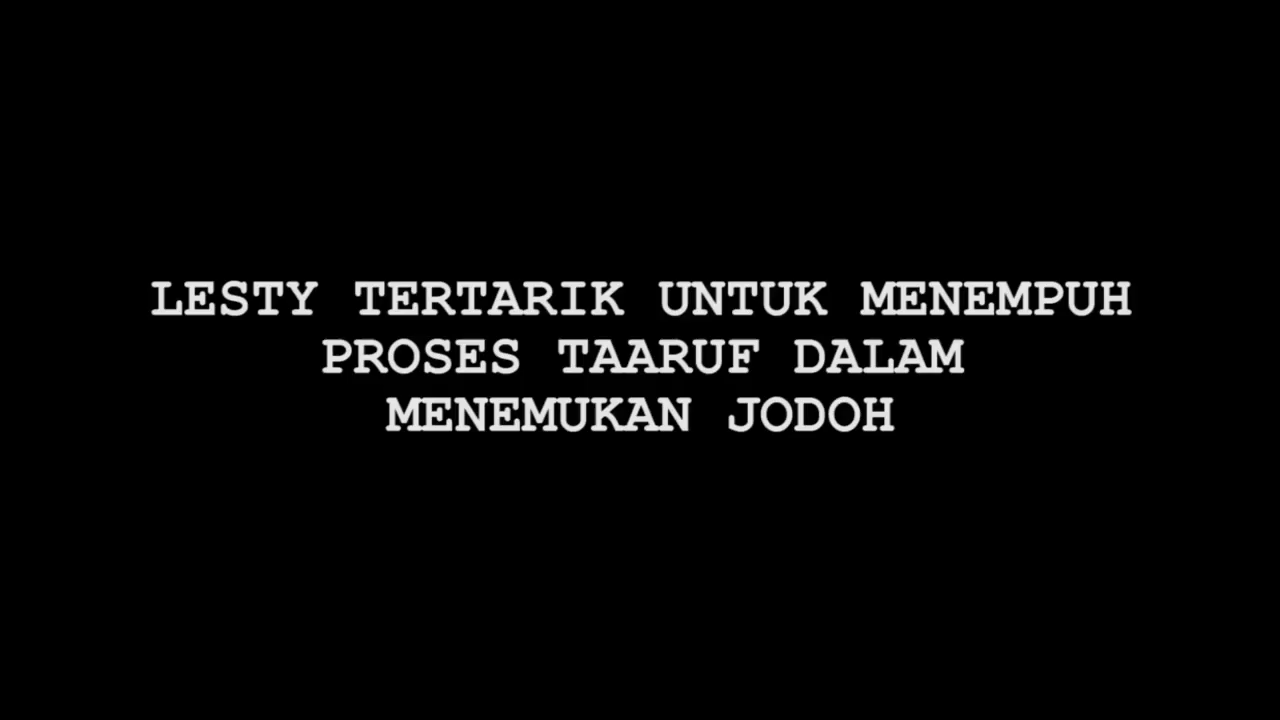 LESTY TERTARIK UNTUK MENEMPUH
PROSES TAARUF DALAM
MENEMUKAN JODOH